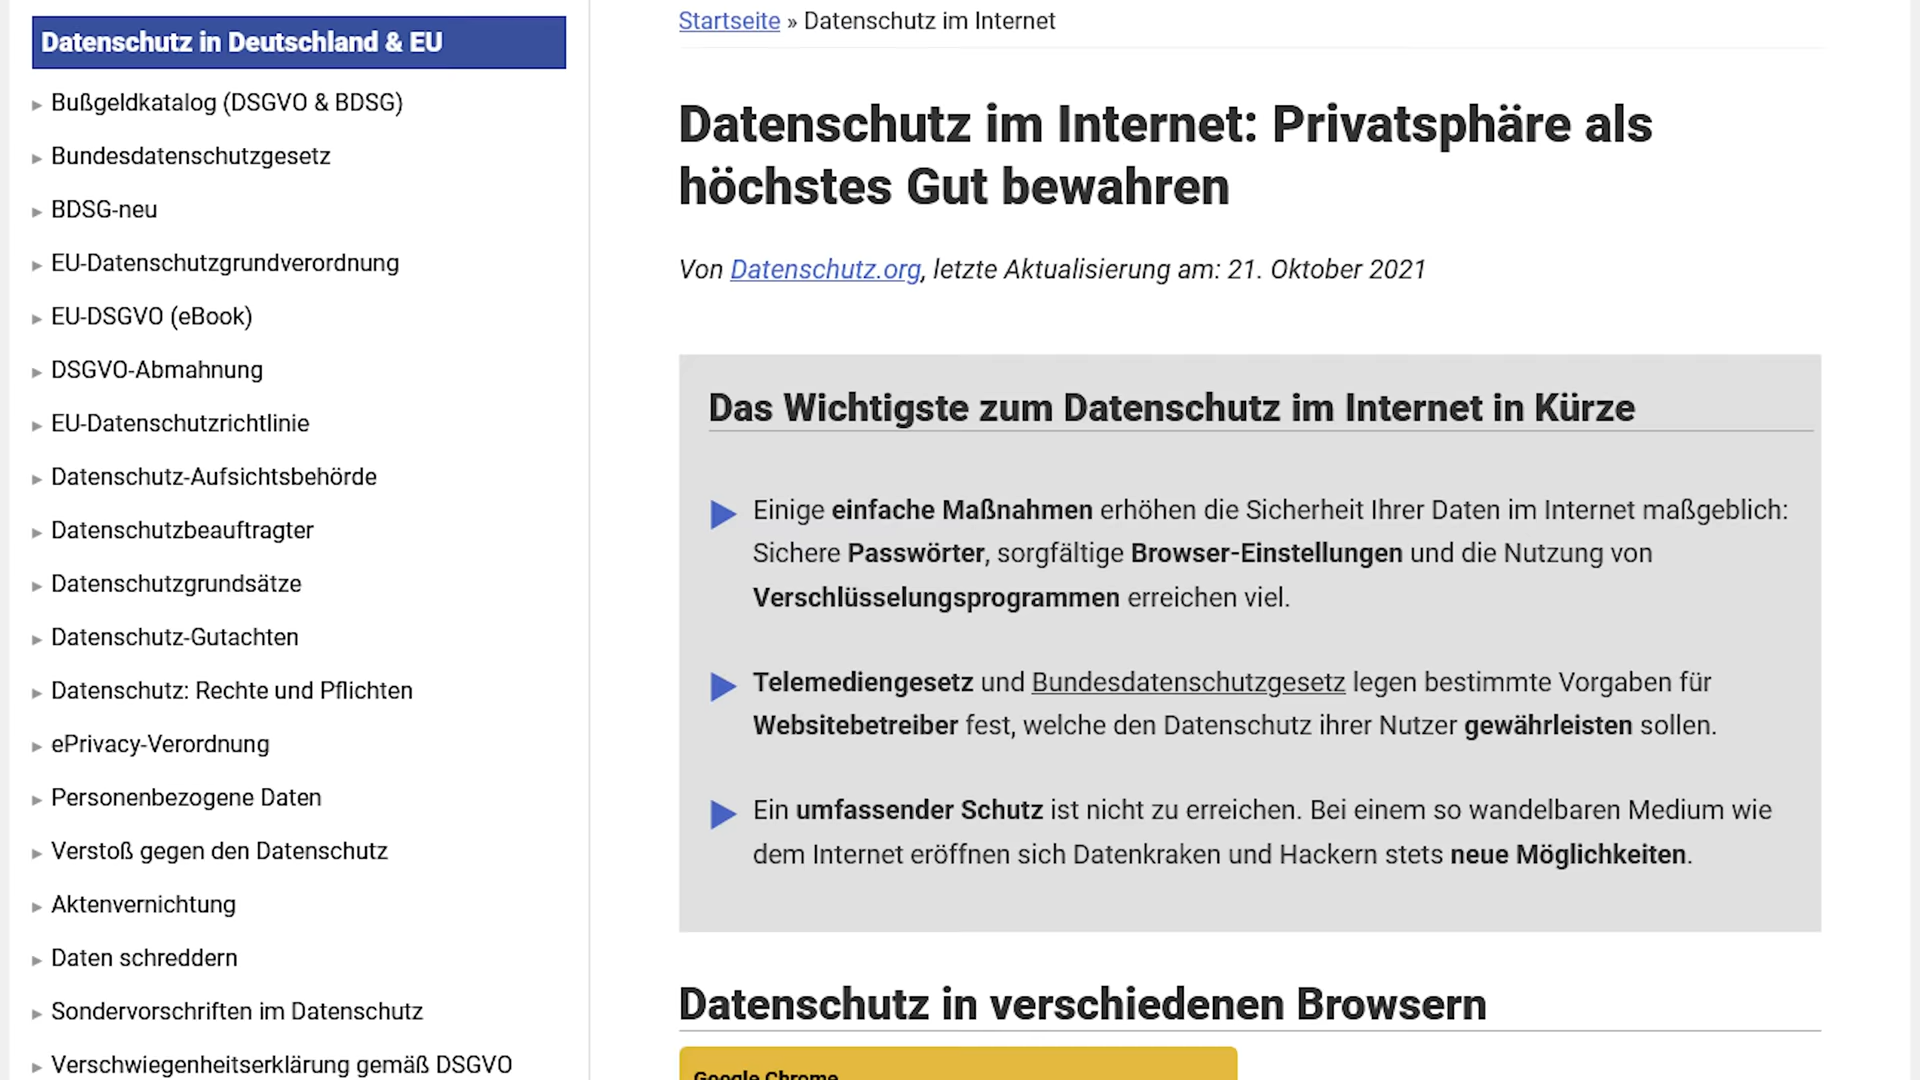 Datenschutz in Deutschland & EU
Bußgeldkatalog (DSGVO & BDSG)
Bundesdatenschutzgesetz
BDSG-neu
EU-Datenschutzgrundverordnung
EU-DSGVO (eBook)
DSGVO-Abmahnung
EU-Datenschutzrichtlinie
Datenschutz-Aufsichtsbehörde
Datenschutzbeauftragter
Datenschutzgrundsätze
Datenschutz-Gutachten
Datenschutz: Rechte und Pflichten
ePrivacy-Verordnung
Personenbezogene Daten
Verstoß gegen den Datenschutz
Aktenvernichtung
Daten schreddern
Sondervorschriften im Datenschutz
Verschwiegenheitserklärung gemäß DSGVO
Startseite » Datenschutz im Internet
Datenschutz im Internet: Privatsphäre als
höchstes Gut bewahren
Von Datenschutz.org, letzte Aktualisierung am: 21. Oktober 2021
Das Wichtigste zum Datenschutz im Internet in Kürze
Einige einfache Maßnahmen erhöhen die Sicherheit Ihrer Daten im Internet maßgeblich:
Sichere Passwörter, sorgfältige Browser-Einstellungen und die Nutzung von
Verschlüsselungsprogrammen erreichen viel.
Telemediengesetz und Bundesdatenschutzgesetz legen bestimmte Vorgaben für
Websitebetreiber fest, welche den Datenschutz ihrer Nutzer gewährleisten sollen.
Ein umfassender Schutz ist nicht zu erreichen. Bei einem so wandelbaren Medium wie
dem Internet eröffnen sich Datenkraken und Hackern stets neue Möglichkeiten.
Datenschutz in verschiedenen Browsern
Google Chrome